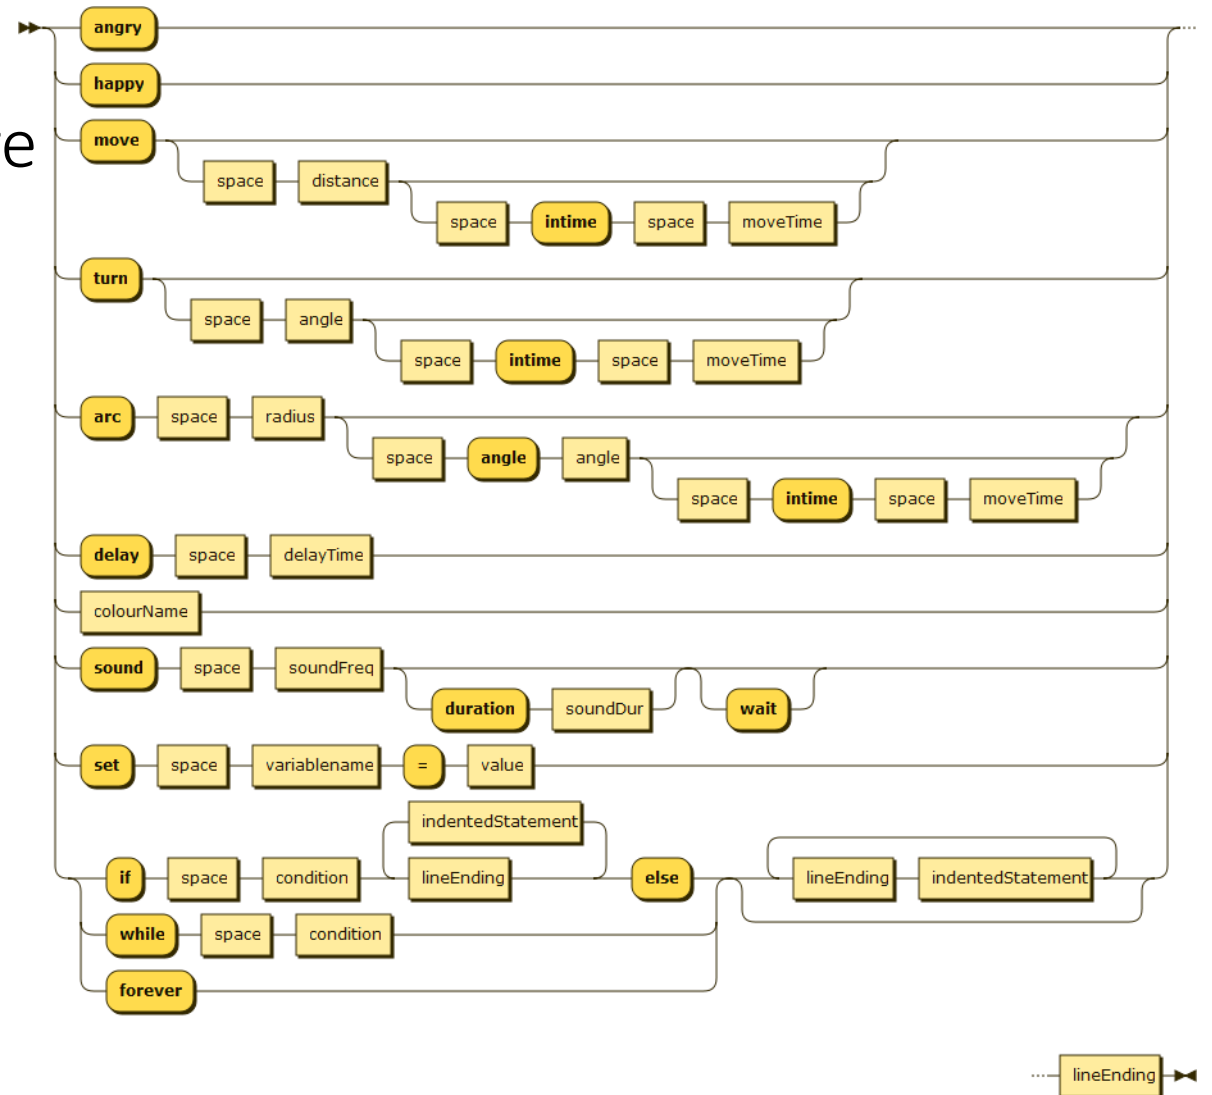 angry
happy
e
move
space distance
space intime space moveTime
turn
space angle
space intime space moveTime
arc space radius
space angle angle
space intime space moveTime
delay space delayTime
colourName
sound space soundFreq
duration soundDur wait
set space variablename = value
indentedStatement
if space condition lineEnding else lineEnding indentedStatement
while space condition
forever
lineEnding